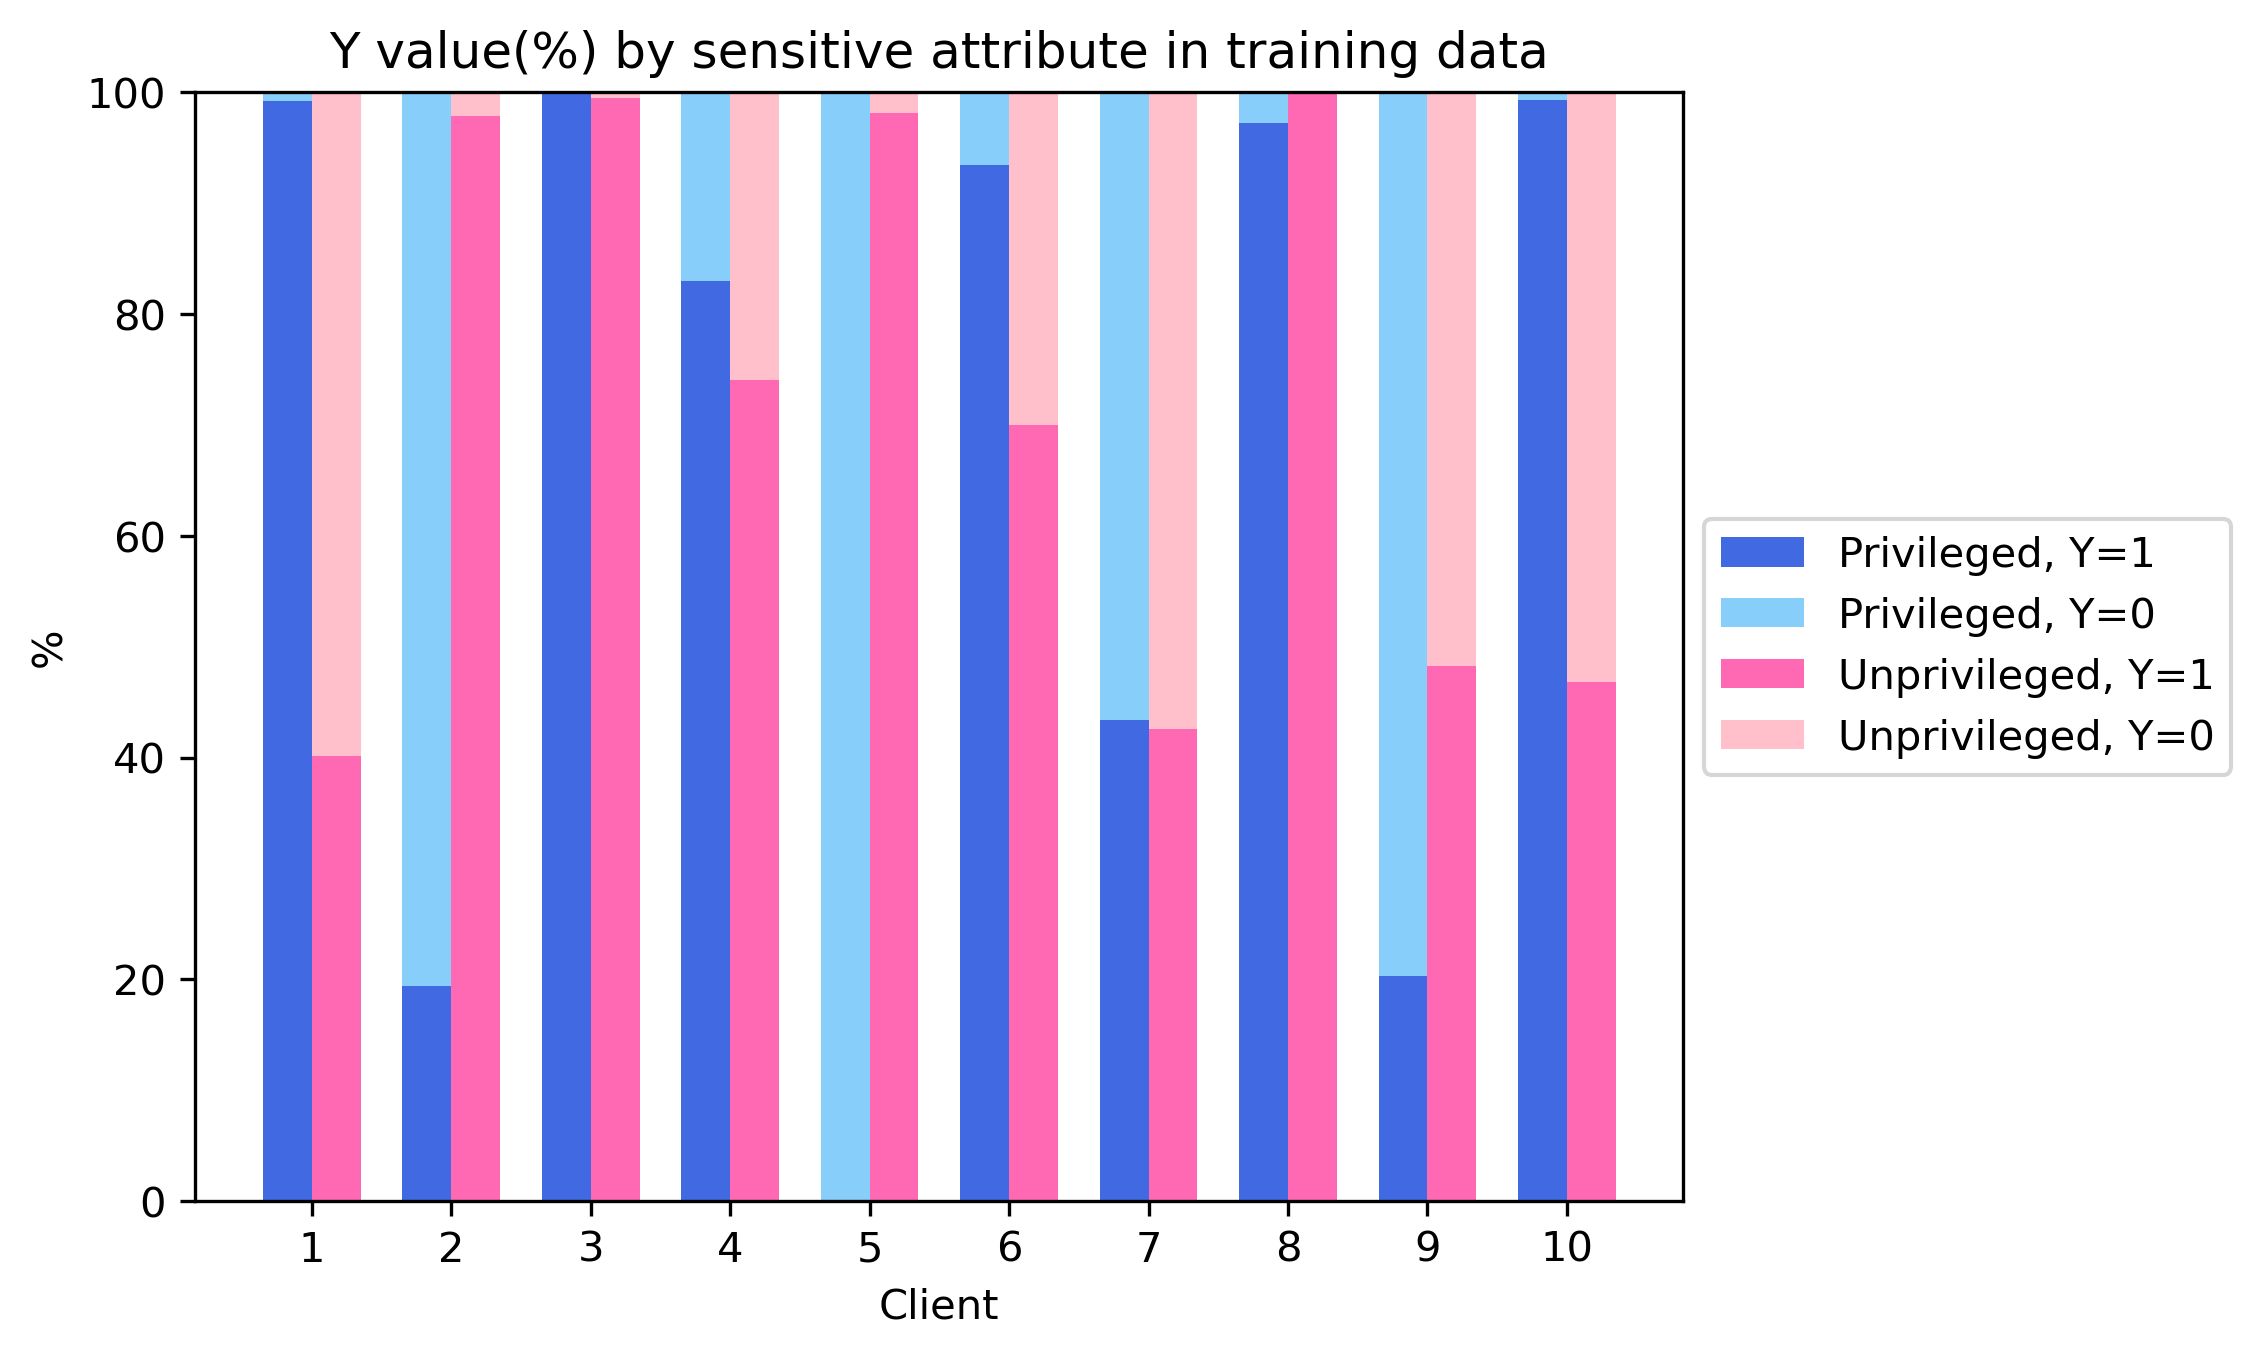 Y value(%) by sensitive attribute in training data
100
80
60
40
20
0
%
1 2 3 4 5 6 7 8 9 10
Client
Privileged, Y=1
Privileged, Y=0
Unprivileged, Y=1
Unprivileged, Y=0